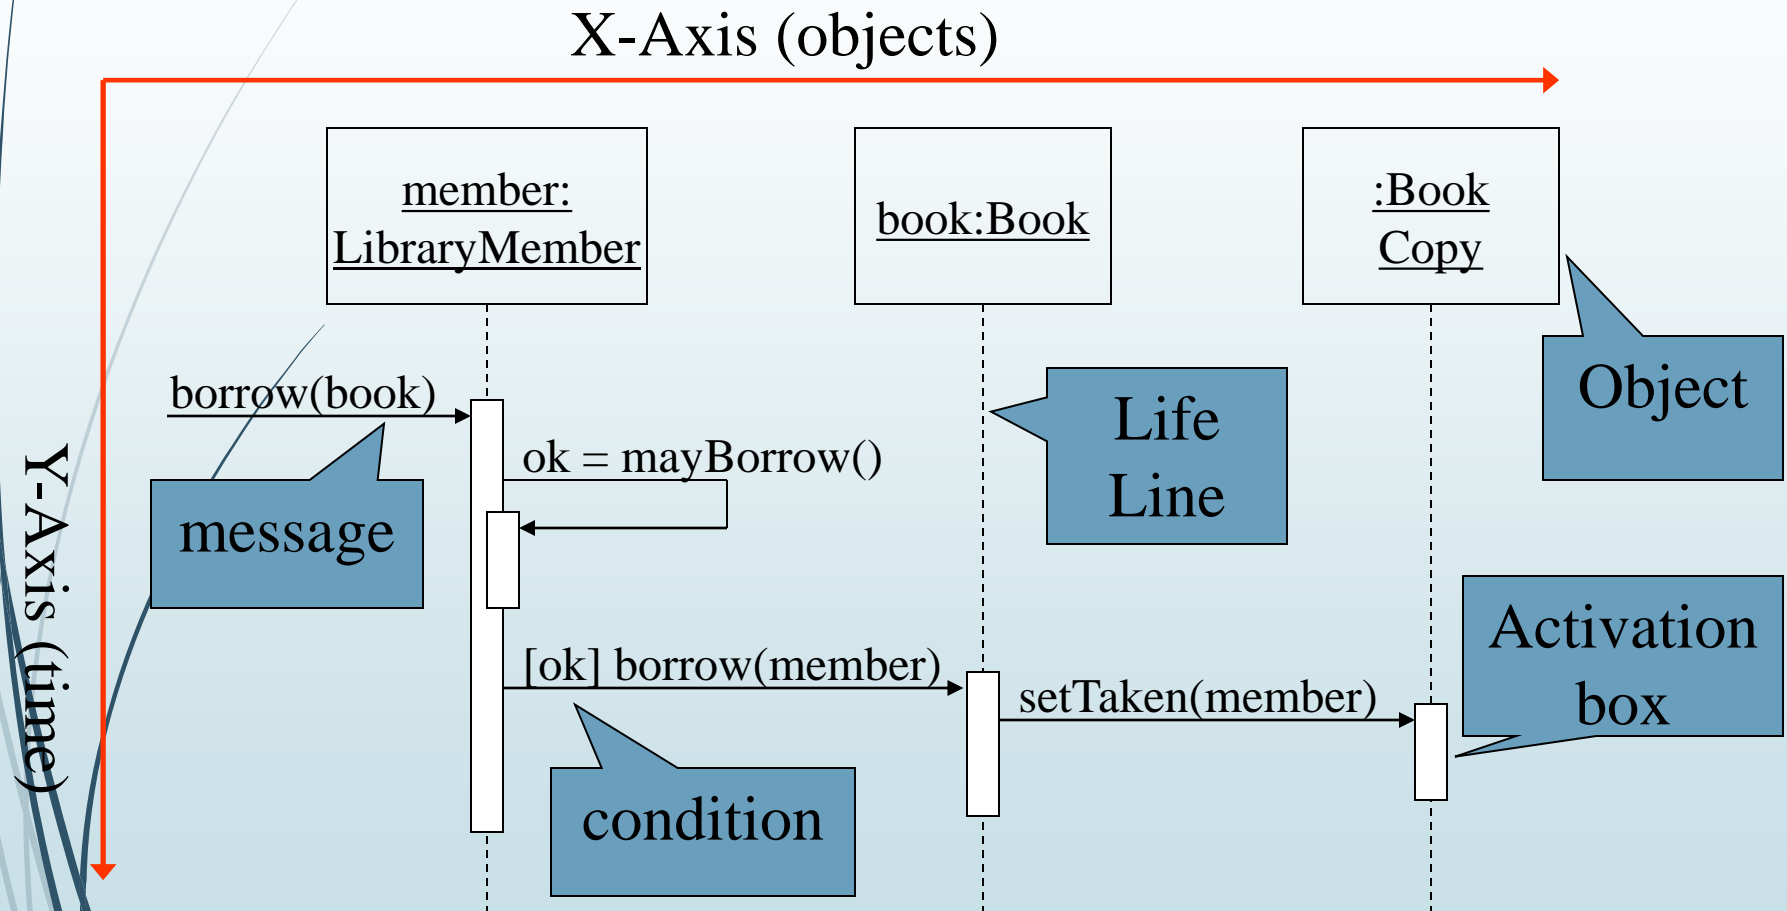 X-Axis (objects)
member:
LibraryMember
book:Book
:Book
Copy
Object
borrow(book)
Life
Line
ok = mayBorrow()
message
Y-Axis (time)
Activation
box
[ok] borrow(member)
setTaken(member)
condition